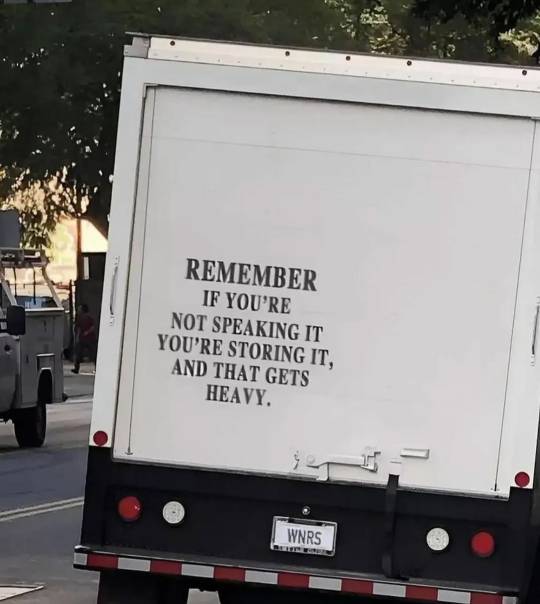 REMEMBER
IF YOU'RE
NOT SPEAKING IT
YOU'RE STORING IT,
AND THAT GETS
HEAVY.
WNRS